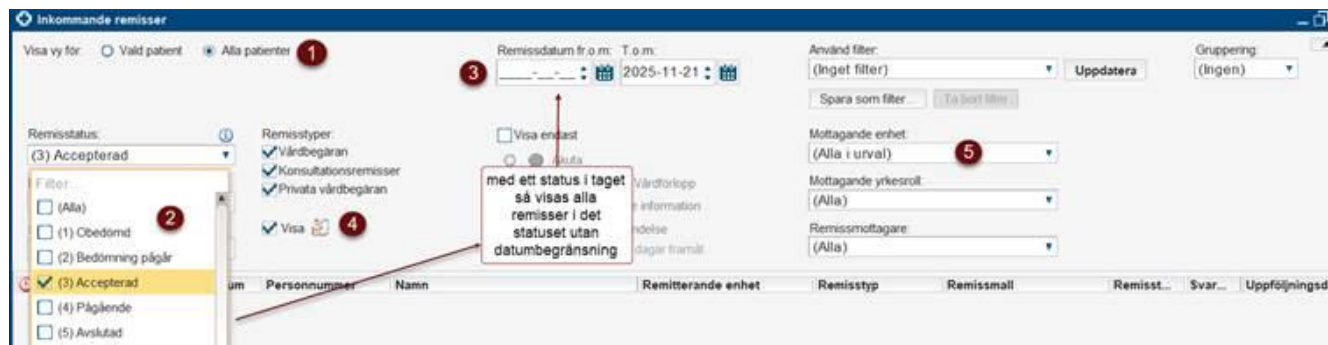 Inkommande remisser
Visa vy för: Vald patient Alla patienter 1
Remissdatum fr.o.m: T.o.m:
3 ____-__-__ 2025-11-21
Använd filter:
(Inget filter) Uppdatera
Gruppering:
(Ingen)
Spara som filter... Ta bort filter...
Remisstatus:
(3) Accepterad
Filter...
(Alla)
2
(1) Obedömd
(2) Bedömning pågår
(3) Accepterad
(4) Pågående
(5) Avslutad
Remisstyper:
Vårdbegäran
Konsultationsremisser
Privata vårdbegäran
Visa 4
Visa endast
Akuta
Vårdförlopp
information
dagar framåt
med ett status i taget
så visas alla
remisser i det
statuset utan
datumbegränsning
Mottagande enhet:
(Alla i urval) 5
Mottagande yrkesroll:
(Alla)
Remissmottagare:
(Alla)
um Personnummer Namn Remitterande enhet Remisstyp Remissmall Remisst... Svar... Uppföljningsd